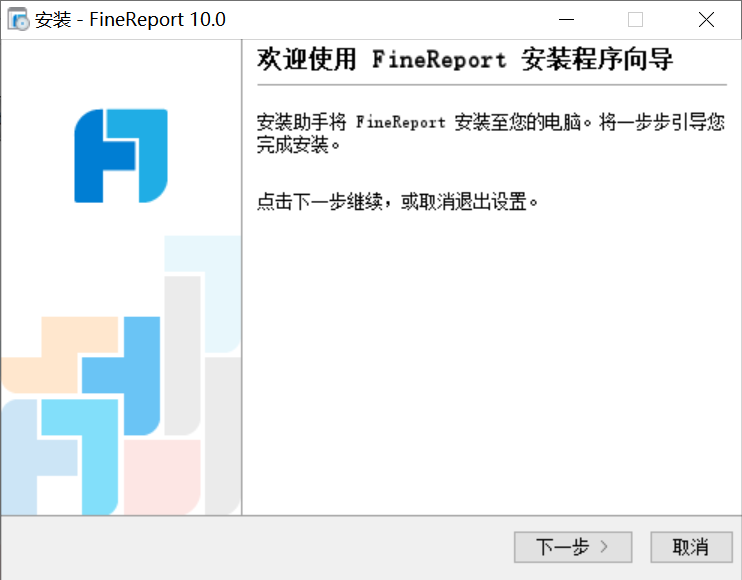 安装 - FineReport 10.0
欢迎使用 FineReport 安装程序向导
安装助手将 FineReport 安装至您的电脑。将一步步引导您
完成安装。
点击下一步继续，或取消退出设置。
下一步 >
取消